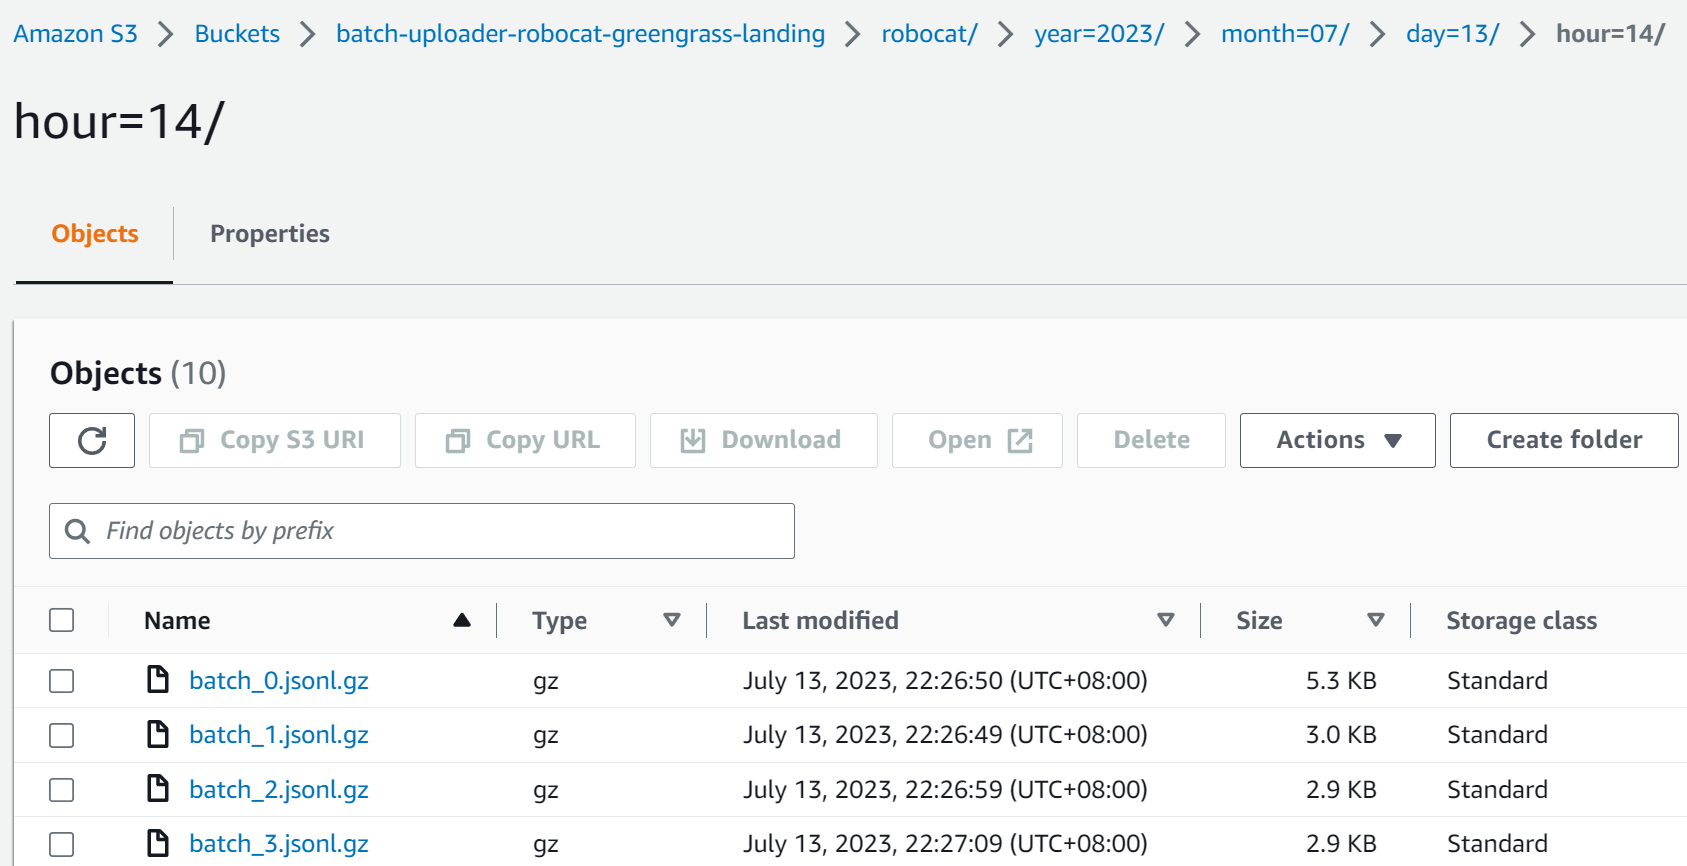 Amazon S3 > Buckets > batch-uploader-robocat-greengrass-landing > robocat/ > year=2023/ > month=07/ > day=13/ > hour=14/
hour=14/
Objects Properties
Objects (10)
Copy S3 URI Copy URL Download Open Delete Actions Create folder
Find objects by prefix
Name Type Last modified Size Storage class
batch_0.jsonl.gz gz July 13, 2023, 22:26:50 (UTC+08:00) 5.3 KB Standard
batch_1.jsonl.gz gz July 13, 2023, 22:26:49 (UTC+08:00) 3.0 KB Standard
batch_2.jsonl.gz gz July 13, 2023, 22:26:59 (UTC+08:00) 2.9 KB Standard
batch_3.jsonl.gz gz July 13, 2023, 22:27:09 (UTC+08:00) 2.9 KB Standard